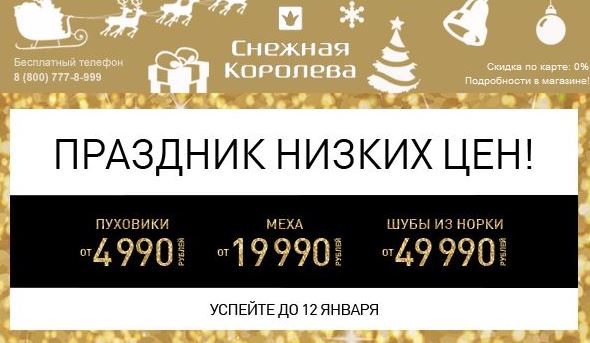 Бесплатный телефон
8 (800) 777-8-999
Снежная
Королева
Скидка по карте: 0%
Подробности в магазине!
ПРАЗДНИК НИЗКИХ ЦЕН!
ПУХОВИКИ
от 4 990 РУБЛЕЙ
МЕХА
от 19 990 РУБЛЕЙ
ШУБЫ ИЗ НОРКИ
от 49 990 РУБЛЕЙ
УСПЕЙТЕ ДО 12 ЯНВАРЯ